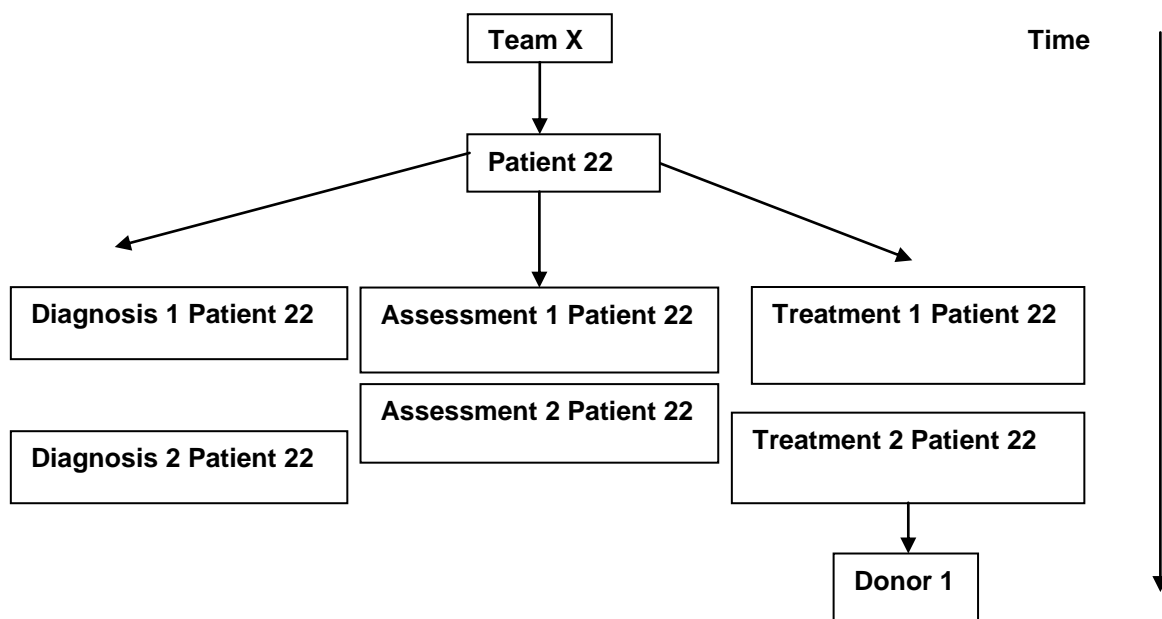 Team X
Time
Patient 22
Diagnosis 1 Patient 22
Assessment 1 Patient 22
Treatment 1 Patient 22
Assessment 2 Patient 22
Diagnosis 2 Patient 22
Treatment 2 Patient 22
Donor 1